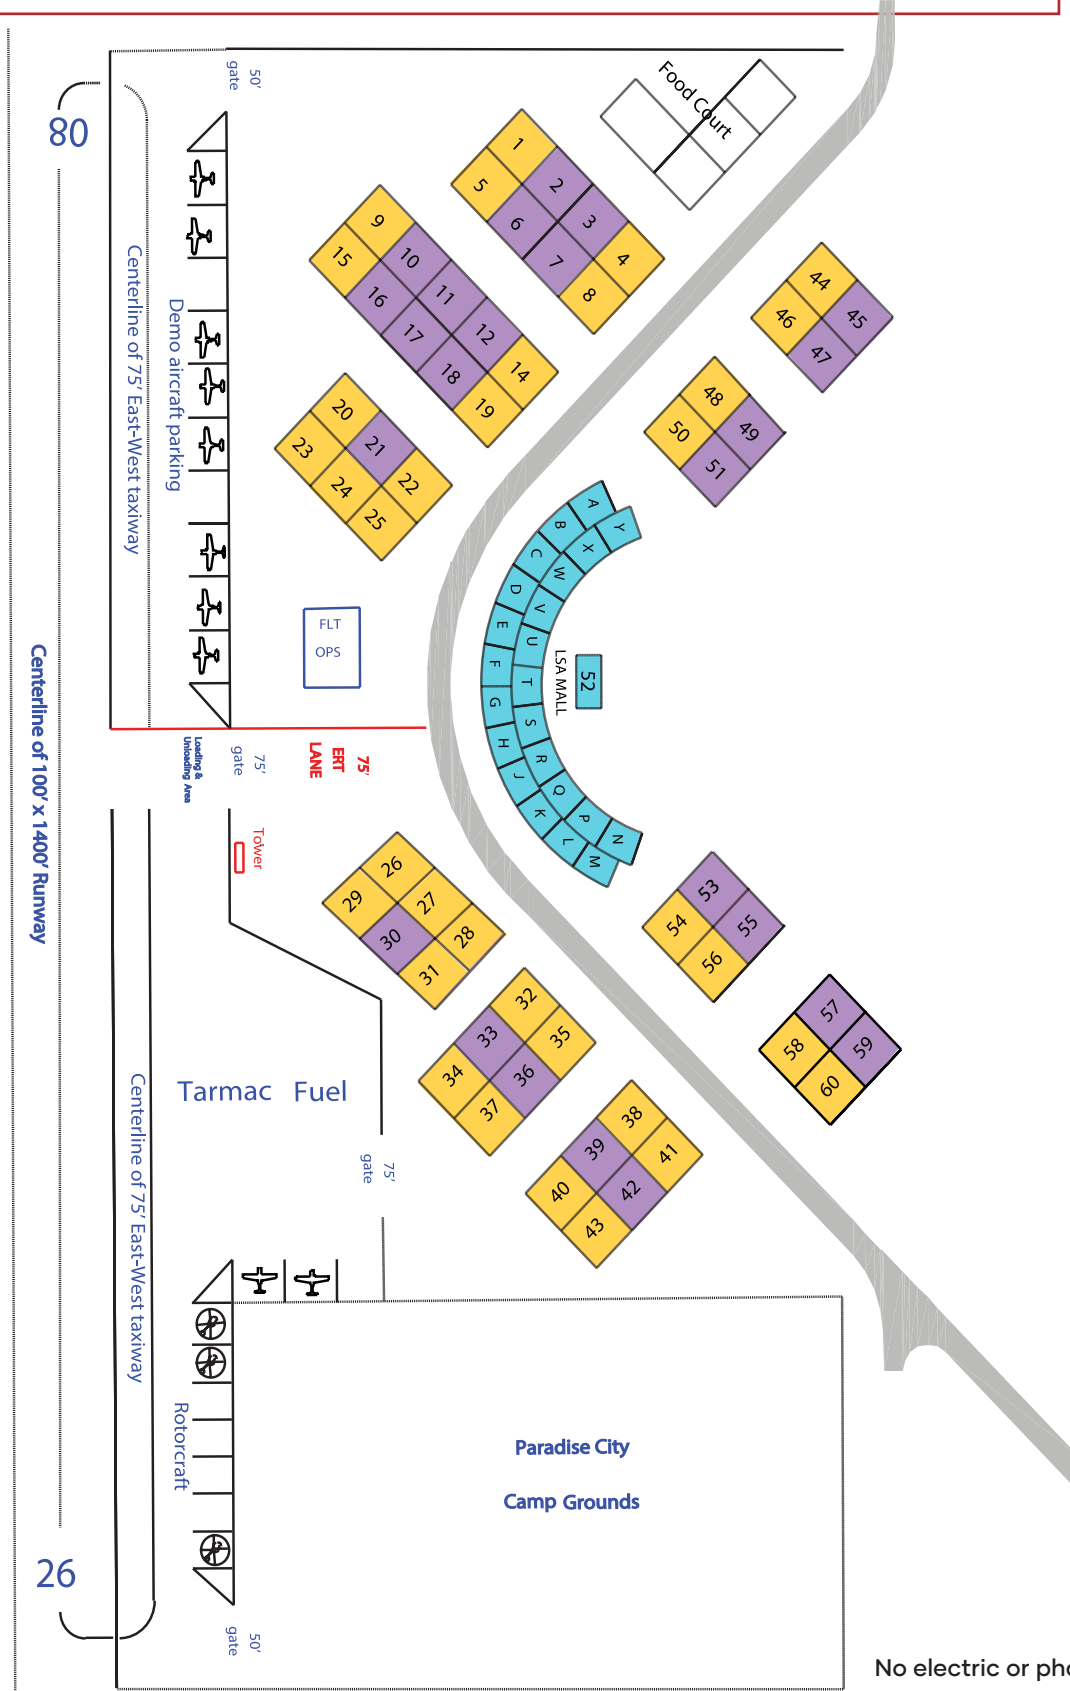 50'
gate
80
Food Court
1
2
3
4
5
6
7
8
9
10
11
12
14
15
16
17
18
19
20
21
22
23
24
25
44
45
46
47
48
49
50
51
Centerline of 75' East-West taxiway
Demo aircraft parking
A
B
C
D
E
F
G
H
J
K
L
M
Y
X
W
V
U
T
S
R
Q
P
N
LSA MALL
52
FLT
OPS
Centerline of 100' x 1400' Runway
Loading &
Unloading Area
75'
gate
75'
ERT
LANE
Tower
26
27
28
29
30
31
32
33
34
35
36
37
38
39
40
41
42
43
53
54
55
56
57
58
59
60
Tarmac Fuel
Centerline of 75' East-West taxiway
75'
gate
Rotorcraft
Paradise City
Camp Grounds
26
50'
gate
No electric or pho